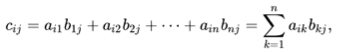 c_{ij} = a_{i1}b_{1j} + a_{i2}b_{2j} + ⋯ + a_{in}b_{nj} = \sum_{k=1}^{n} a_{ik}b_{kj},